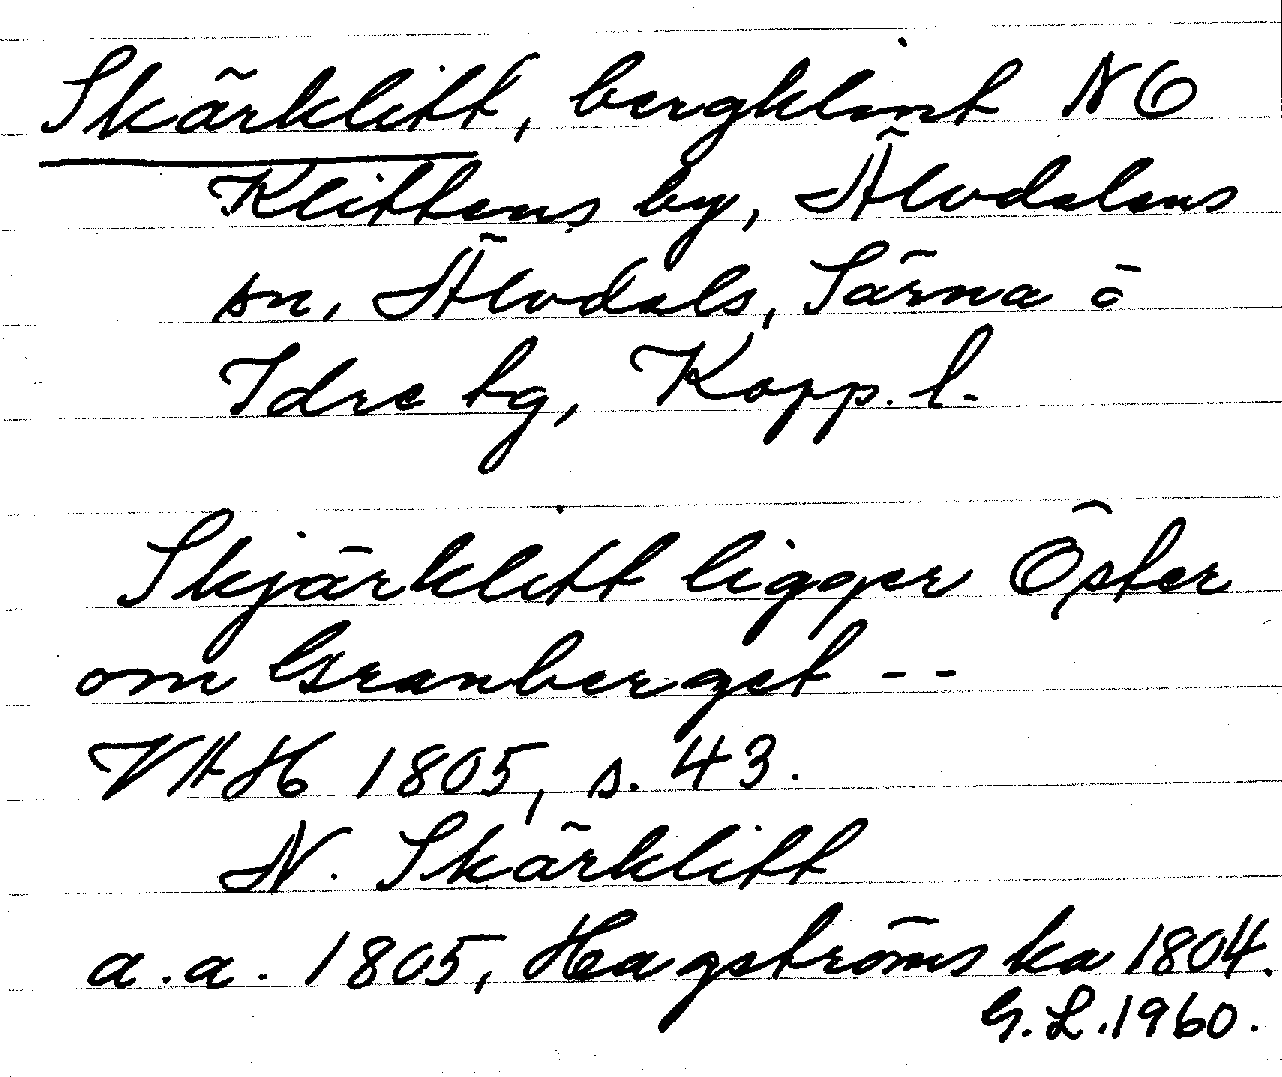 Skärklitt, bergklint NO
Klittens by, Älvdalens
sn, Älvdals, Särna o
Idre tg, Kopp. l.
Skjärklitt ligger Öster
om Granberget - -
VAH 1805, s. 43.
N. Skärklitt
a.a. 1805, Hagströms ka 1804.
G. L. 1960.